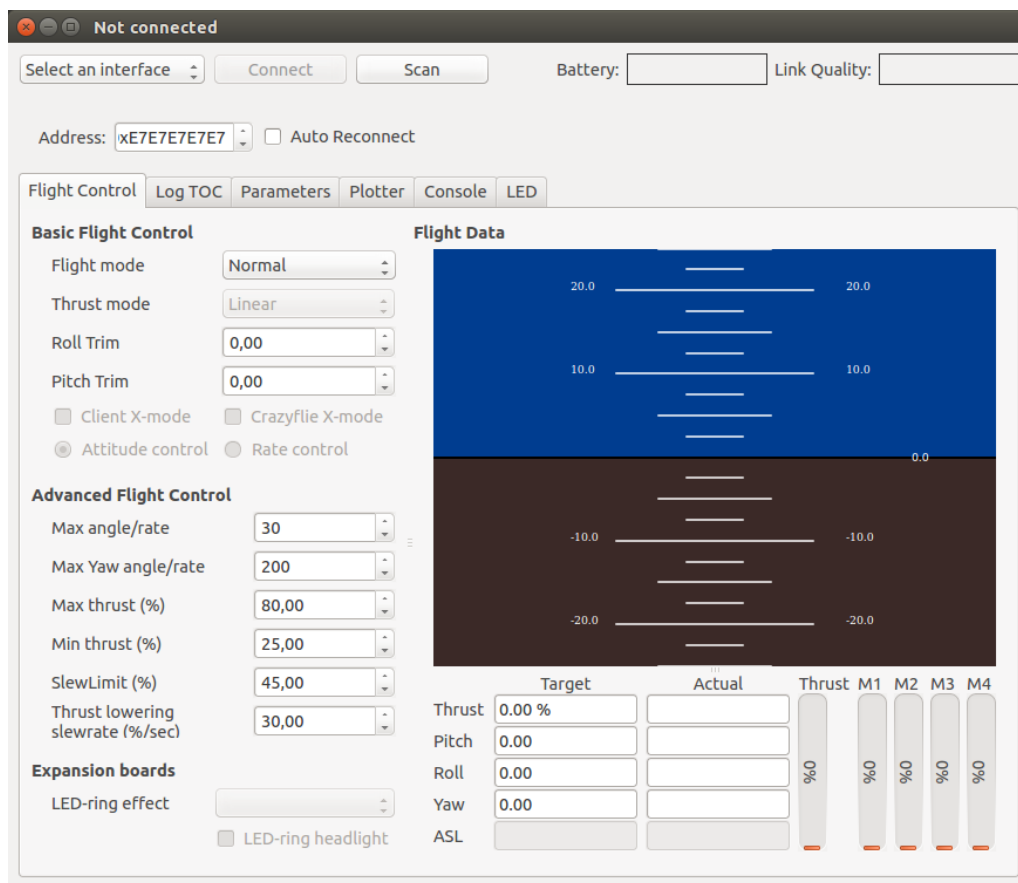 Not connected
Select an interface Connect Scan Battery: Link Quality:
Address: xE7E7E7E7E7 Auto Reconnect
Flight Control Log TOC Parameters Plotter Console LED
Basic Flight Control
Flight mode Normal
Thrust mode Linear
Roll Trim 0,00
Pitch Trim 0,00
Client X-mode Crazyflie X-mode
Attitude control Rate control
Advanced Flight Control
Max angle/rate 30
Max Yaw angle/rate 200
Max thrust (%) 80,00
Min thrust (%) 25,00
SlewLimit (%) 45,00
Thrust lowering
slewrate (%/sec) 30,00
Expansion boards
LED-ring effect
LED-ring headlight
Flight Data
20.0 20.0
10.0 10.0
0.0
-10.0 -10.0
-20.0 -20.0
Target Actual Thrust M1 M2 M3 M4
Thrust 0.00 %
Pitch 0.00
Roll 0.00
Yaw 0.00
ASL
0% 0% 0% 0% 0%